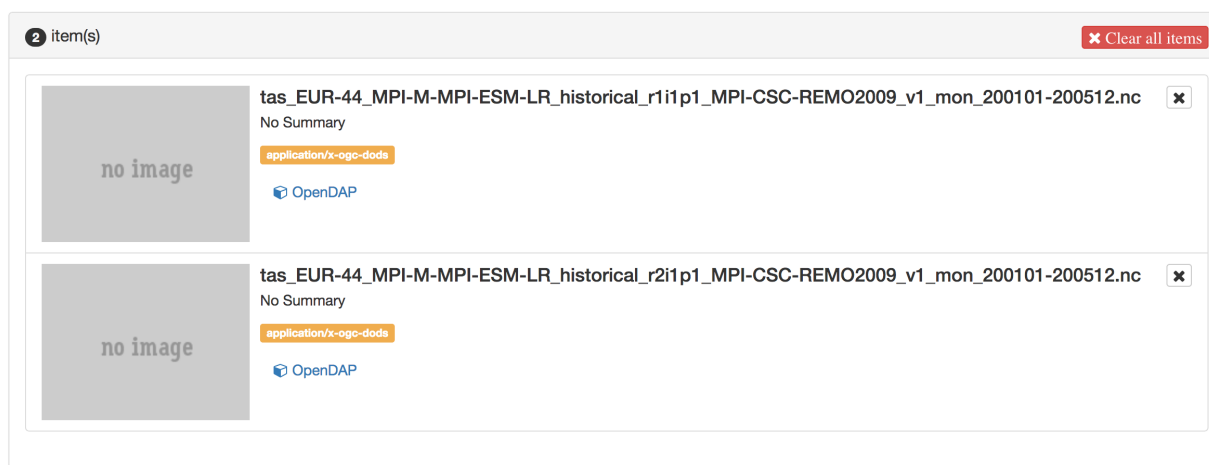 2 item(s)
✖ Clear all items
no image
tas_EUR-44_MPI-M-MPI-ESM-LR_historical_r1i1p1_MPI-CSC-REMO2009_v1_mon_200101-200512.nc
No Summary
application/x-ogc-dods
OpenDAP
no image
tas_EUR-44_MPI-M-MPI-ESM-LR_historical_r2i1p1_MPI-CSC-REMO2009_v1_mon_200101-200512.nc
No Summary
application/x-ogc-dods
OpenDAP